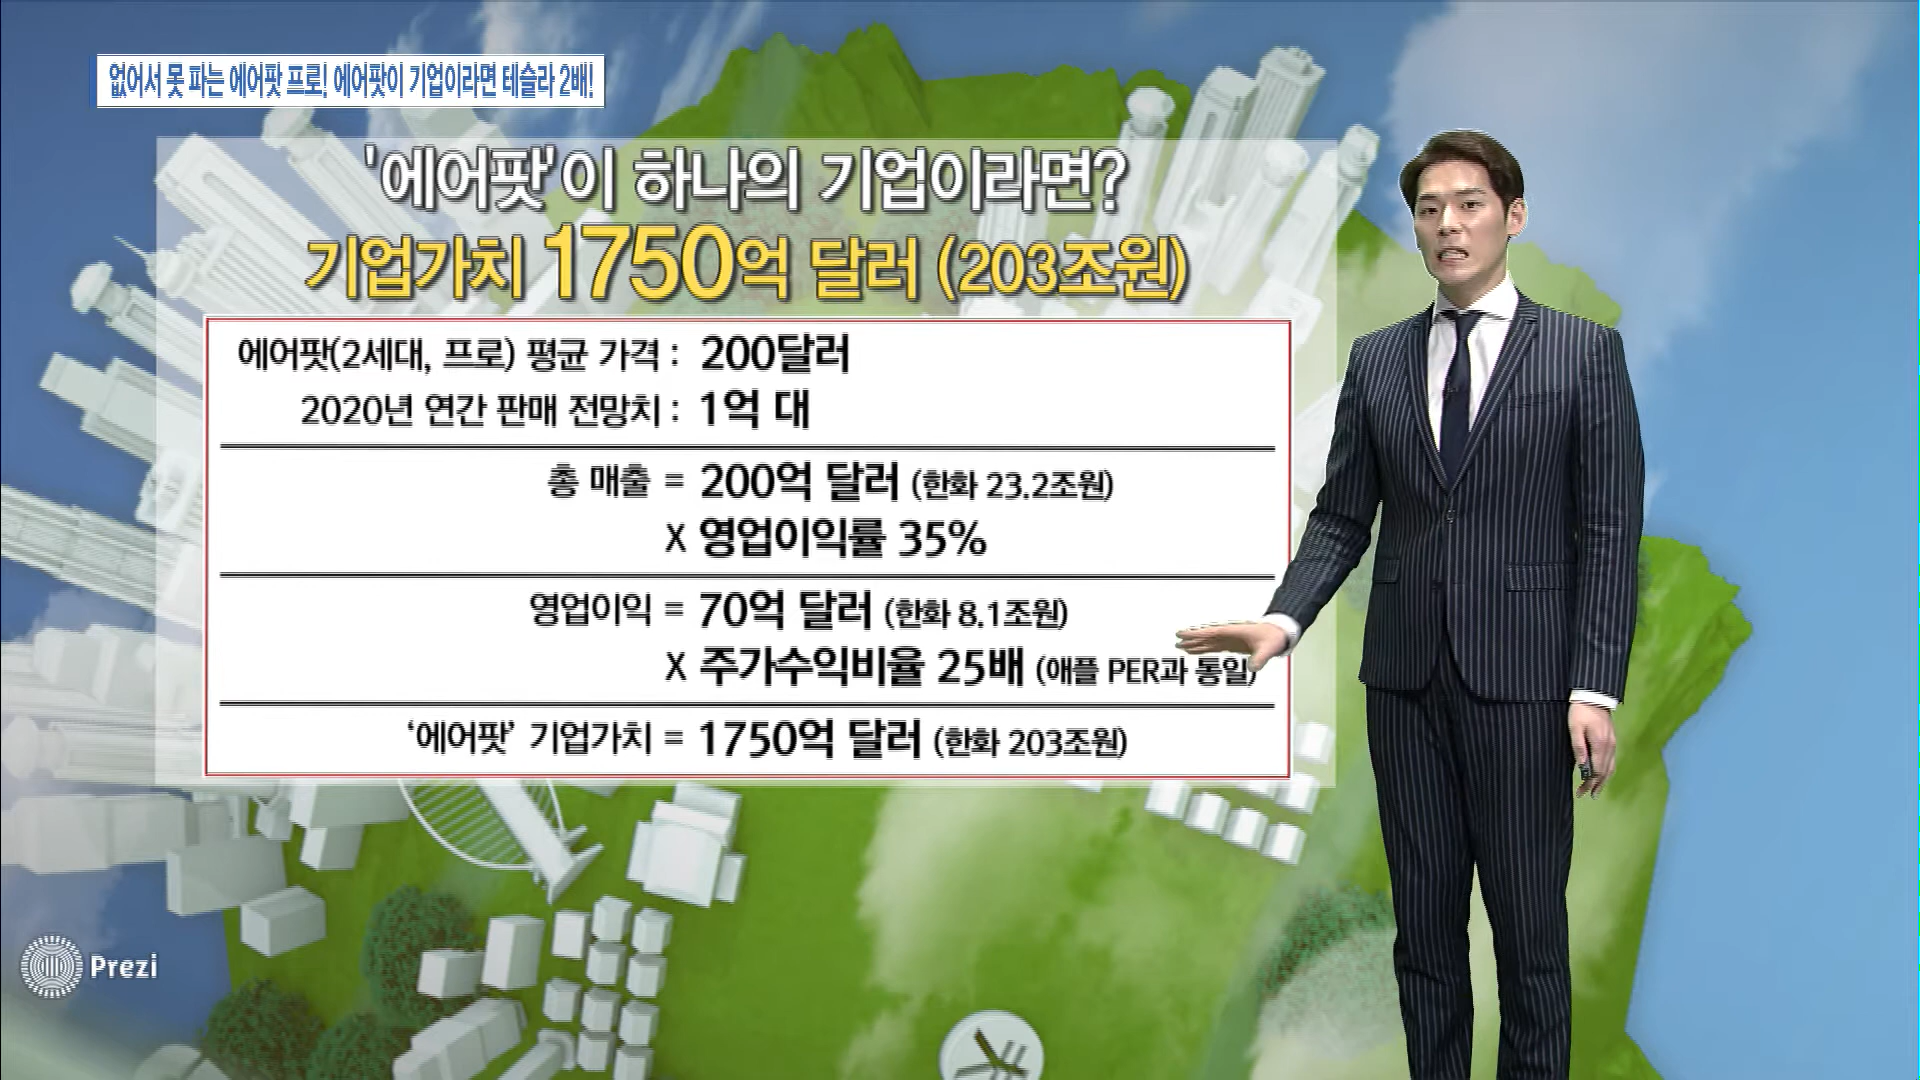 없어서 못 파는 에어팟 프로! 에어팟이 기업이라면 테슬라 2배!
'에어팟'이 하나의 기업이라면?
기업가치 1750억 달러 (203조원)
에어팟(2세대, 프로) 평균 가격 : 200달러
2020년 연간 판매 전망치 : 1억 대
총 매출 = 200억 달러 (한화 23.2조원)
X 영업이익률 35%
영업이익 = 70억 달러 (한화 8.1조원)
X 주가수익비율 25배 (애플 PER과 동일)
‘에어팟’ 기업가치 = 1750억 달러 (한화 203조원)
Prezi